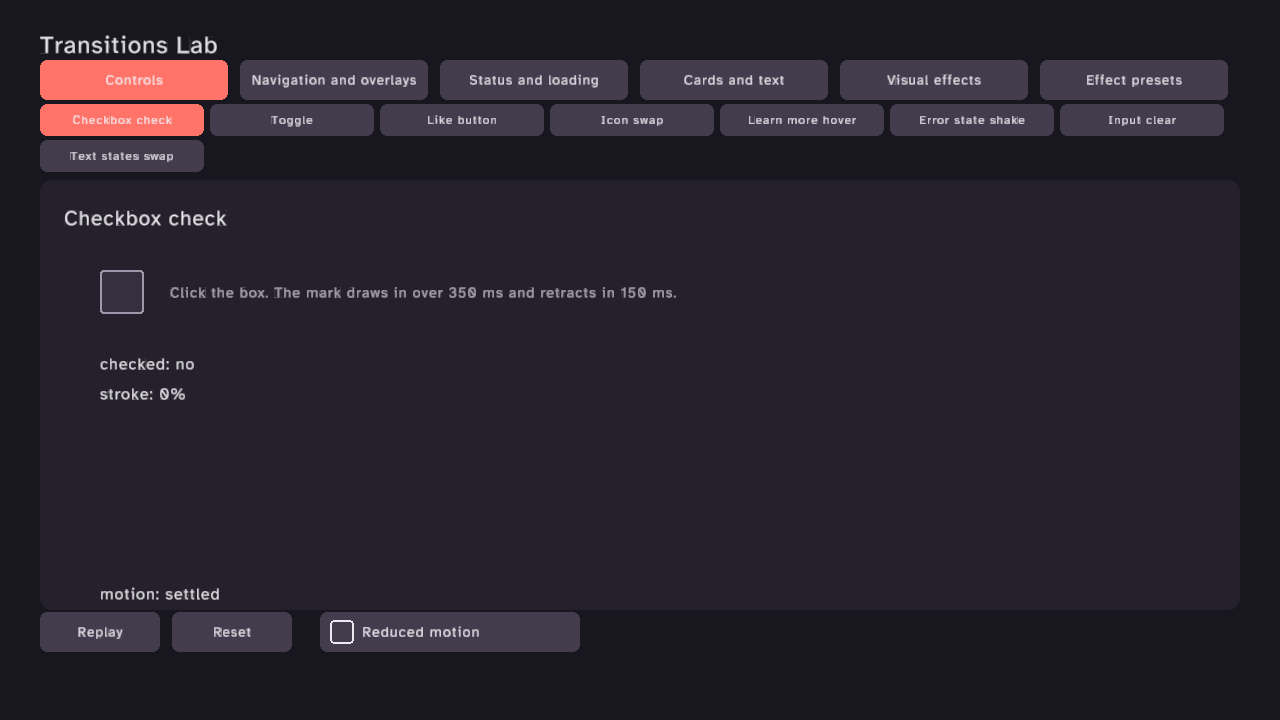 Transitions Lab
Controls
Navigation and overlays
Status and loading
Cards and text
Visual effects
Effect presets
Checkbox check
Toggle
Like button
Icon swap
Learn more hover
Error state shake
Input clear
Text states swap
Checkbox check
Click the box. The mark draws in over 350 ms and retracts in 150 ms.
checked: no
stroke: 0%
motion: settled
Replay
Reset
Reduced motion